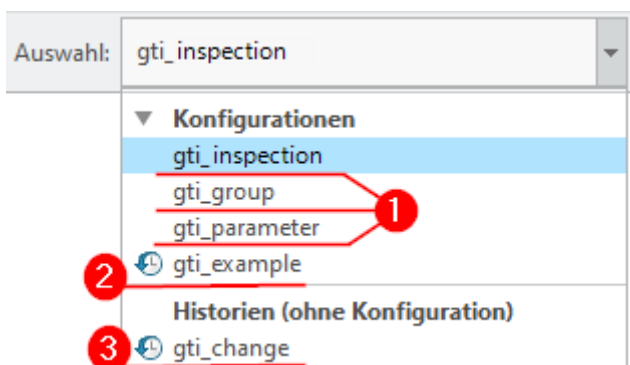 Auswahl: gti_inspection
Konfigurationen
gti_inspection
gti_group
1
gti_parameter
2 gti_example
Historien (ohne Konfiguration)
3 gti_change